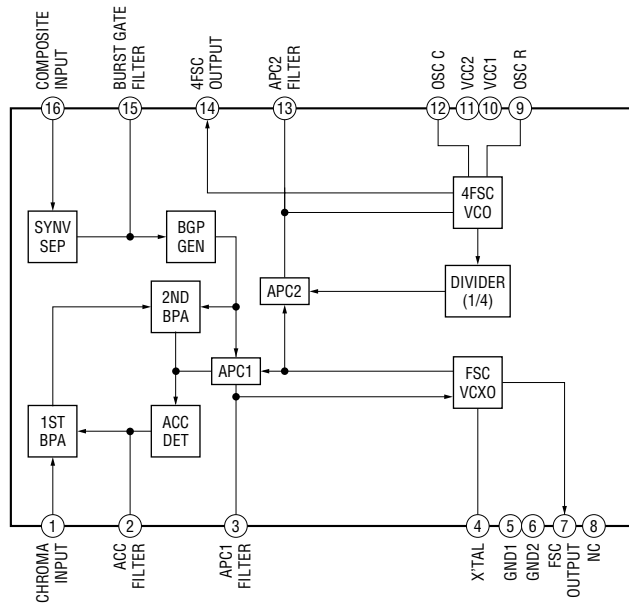 COMPOSITE
INPUT
BURST GATE
FILTER
4FSC
OUTPUT
APC2
FILTER
OSC C
VCC2
VCC1
OSC R
16
15
14
13
12
11
10
9
SYNV
SEP
BGP
GEN
4FSC
VCO
2ND
BPA
APC2
DIVIDER
(1/4)
APC1
FSC
VCXO
1ST
BPA
ACC
DET
1
2
3
4
5
6
7
8
CHROMA
INPUT
ACC
FILTER
APC1
FILTER
X'TAL
GND1
GND2
FSC
OUTPUT
NC